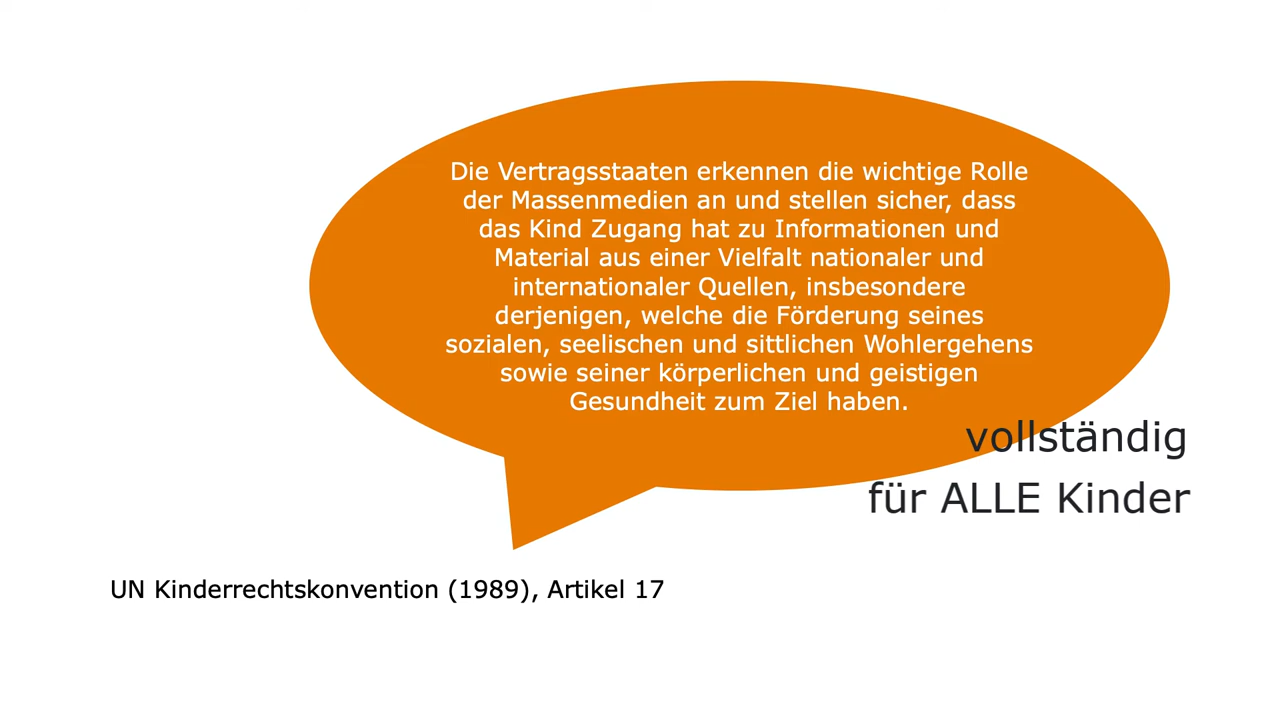 Die Vertragsstaaten erkennen die wichtige Rolle
der Massenmedien an und stellen sicher, dass
das Kind Zugang hat zu Informationen und
Material aus einer Vielfalt nationaler und
internationaler Quellen, insbesondere
derjenigen, welche die Förderung seines
sozialen, seelischen und sittlichen Wohlergehens
sowie seiner körperlichen und geistigen
Gesundheit zum Ziel haben.
vollständig
für ALLE Kinder
UN Kinderrechtskonvention (1989), Artikel 17